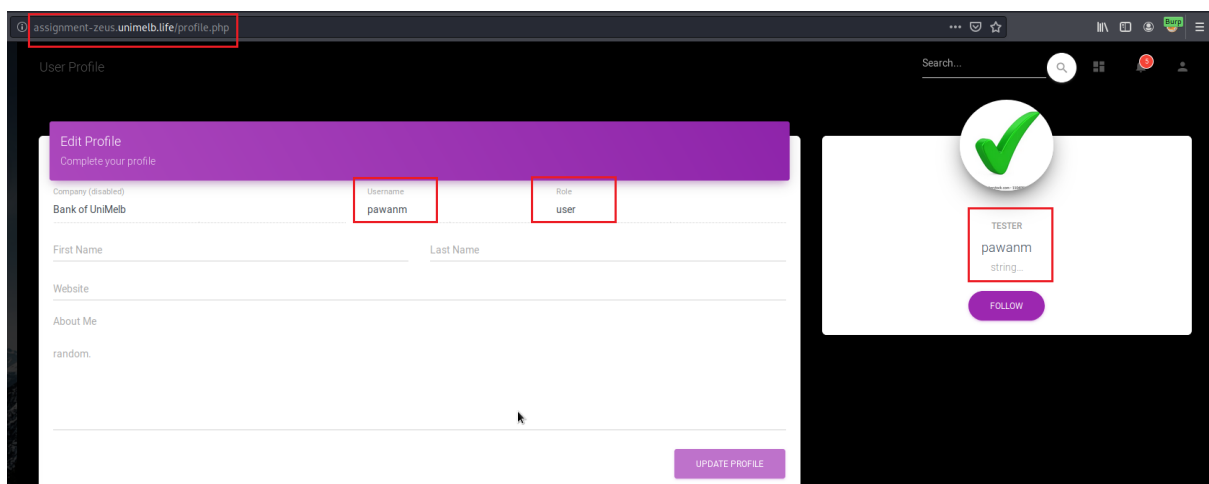 assignment-zeus.unimelb.life/profile.php
Burp
User Profile
Search...
5
Edit Profile
Complete your profile
Company (disabled)
Username
Role
Bank of UniMelb
pawanm
user
First Name
Last Name
Website
About Me
random.
UPDATE PROFILE
TESTER
pawanm
string...
FOLLOW